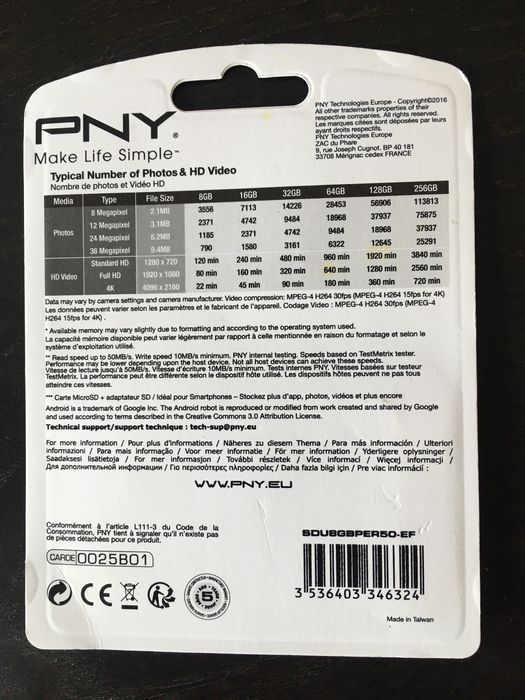 PNY®
Make Life Simple™
PNY Technologies Europe - Copyright©2016
All other trademarks properties of their
respective companies. All rights reserved.
Les marques citées sont déposées par leurs
ayant droits respectifs.
PNY Technologies Europe
ZAC du Phare
9, rue Joseph Cugnot. BP 40 181
33708 Mérignac cedex FRANCE
Typical Number of Photos & HD Video
Nombre de photos et Vidéo HD
Media Type File Size 8GB 16GB 32GB 64GB 128GB 256GB
Photos
8 Megapixel 2.1MB 3556 7113 14226 28453 56906 113813
12 Megapixel 3.1MB 2371 4742 9484 18968 37937 75875
24 Megapixel 6.2MB 1185 2371 4742 9484 18968 37937
36 Megapixel 9.4MB 790 1580 3161 6322 12645 25291
HD Video
Standard HD 1280 x 720 120 min 240 min 480 min 960 min 1920 min 3840 min
Full HD 1920 x 1080 80 min 160 min 320 min 640 min 1280 min 2560 min
4K 4096 x 2160 22 min 45 min 90 min 180 min 360 min 720 min
Data may vary by camera settings and camera manufacturer. Video compression: MPEG-4 H264 30fps (MPEG-4 H264 15fps for 4K)
Les données peuvent varier selon les paramètres et le fabricant de l'appareil. Codage Video : MPEG-4 H264 30fps (MPEG-4
H264 15fps for 4K) .
* Available memory may vary slightly due to formatting and according to the operating system used.
La capacité mémoire disponible peut varier légèrement par rapport à celle mentionnée en raison du formatage et selon le
système d'exploitation utilisé.
** Read speed up to 50MB/s. Write speed 10MB/s minimum. PNY internal testing. Speeds based on TestMetrix tester.
Performance may be lower depending upon the host device. Not all host devices can achieve these speeds.
Vitesse de lecture jusqu'à 50MB/s. Vitesse d'écriture 10MB/s minimum. Tests internes PNY. Vitesses basées sur testeur
TestMetrix. La performance peut être différente selon le dispositif hôte utilisé. Les dispositifs hôtes peuvent ne pas tous
atteindre ces vitesses.
*** Carte MicroSD + adaptateur SD / Idéal pour Smartphones – Stockez plus d'app, photos, vidéos et plus encore
Android is a trademark of Google Inc. The Android robot is reproduced or modified from work created and shared by Google
and used according to terms described in the Creative Commons 3.0 Attribution License.
Technical support/support technique : tech-sup@pny.eu
For more information / Pour plus d'informations / Näheres zu diesem Thema / Para más información / Ulteriori
informazioni / Para mais informação / Voor meer informatie / För mer information / Yderligere oplysninger /
Saadaksesi lisätietoja / For mer informasjon / További részletek / Více informací / Więcej informacji /
Для дополнительной информации / Για περισσότερες πληροφορίες / Daha fazla bilgi için / Pre viac informácií :
WWW.PNY.EU
Conformément à l'article L111-3 du Code de la
Consommation, PNY tient à signaler qu'il n'existe pas
de pièces détachées pour ce produit.
CARDE 0025B01
CE
5
SDU8GBPER50-EF
3 536403 346324
Made in Taiwan